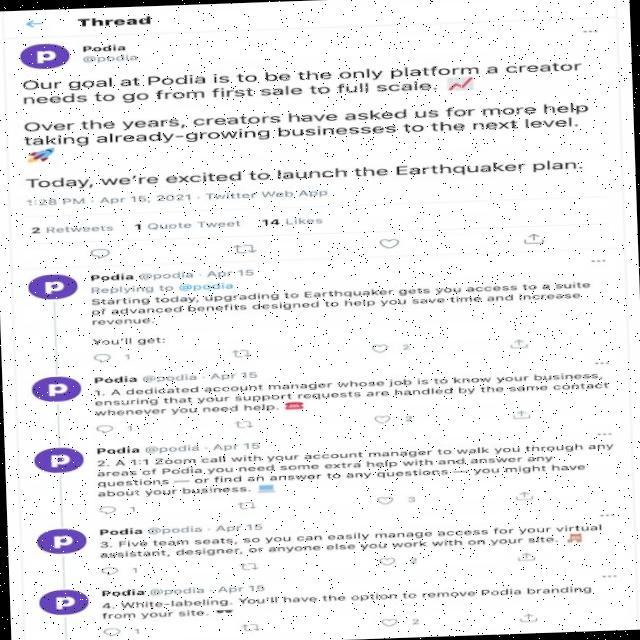 Thread
Podia
@podia
Our goal at Podia is to be the only platform a creator
needs to go from first sale to full scale. 📈
Over the years, creators have asked us for more help
taking already-growing businesses to the next level.
🚀
Today, we're excited to launch the Earthquaker plan:
1:28 PM · Apr 15, 2021 · Twitter Web App
2 Retweets 1 Quote Tweet 14 Likes
Podia @podia · Apr 15
Replying to @podia
Starting today, upgrading to Earthquaker gets you access to a suite
of advanced benefits designed to help you save time and increase
revenue.
You'll get:
1 2
Podia @podia · Apr 15
1. A dedicated account manager whose job is to know your business,
ensuring that your support requests are handled by the same contact
whenever you need help. ☎️
1
Podia @podia · Apr 15
2. A 1:1 Zoom call with your account manager to walk you through any
areas of Podia you need some extra help with and answer any
questions — or find an answer to any questions — you might have
about your business. 💻
1 3
Podia @podia · Apr 15
3. Five team seats, so you can easily manage access for your virtual
assistant, designer, or anyone else you work with on your site.
1
Podia @podia · Apr 15
4. White-labeling. You'll have the option to remove Podia branding
from your site. 🕶️
1 2